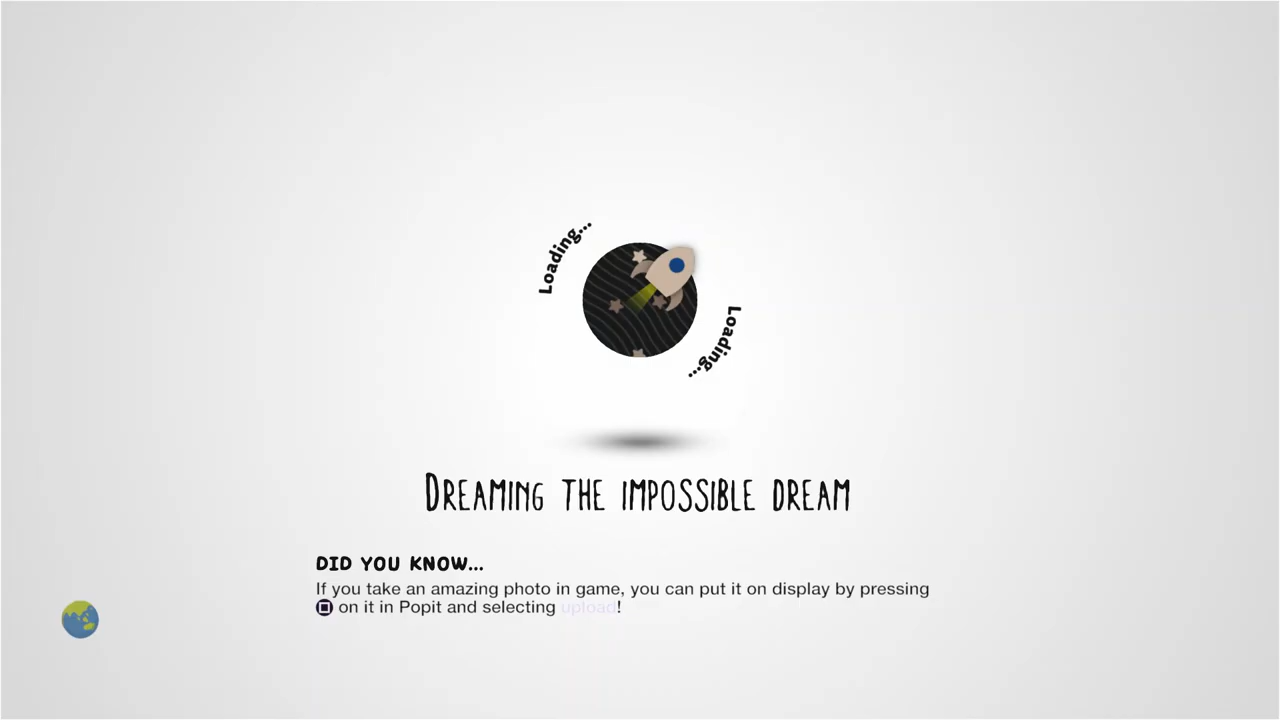 Loading...
Loading...
Dreaming the impossible dream
DID YOU KNOW...
If you take an amazing photo in game, you can put it on display by pressing
on it in Popit and selecting upload!